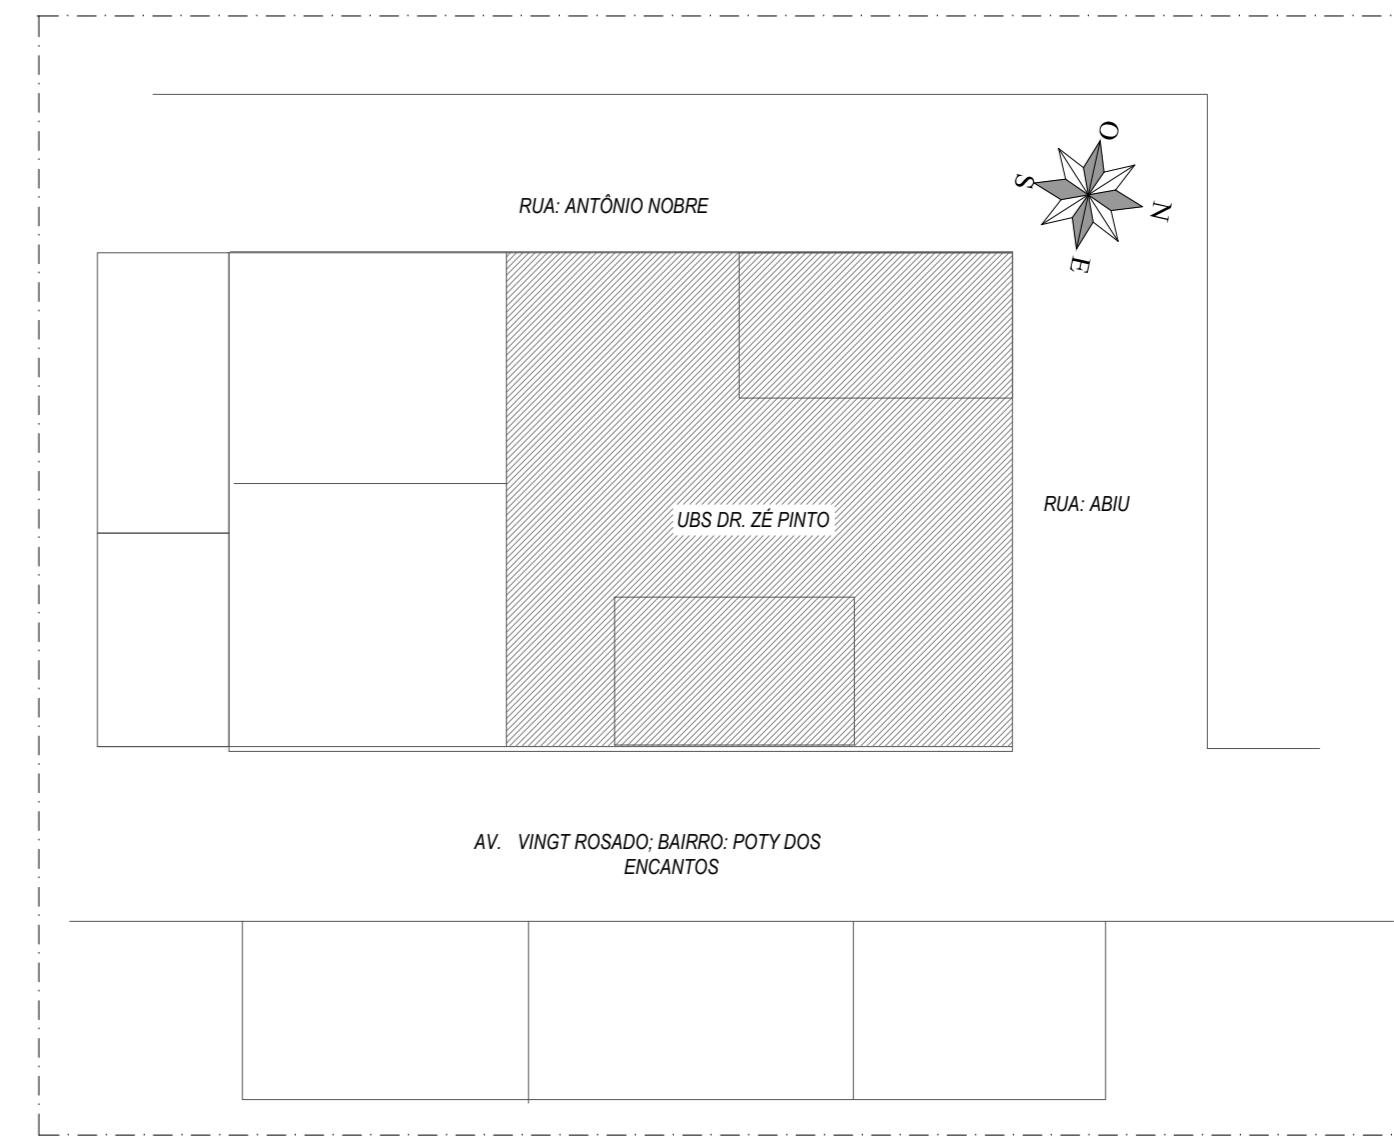 O
S
N
E
RUA: ANTÔNIO NOBRE
RUA: ABIU
UBS DR. ZÉ PINTO
AV. VINGT ROSADO; BAIRRO: POTY DOS
ENCANTOS